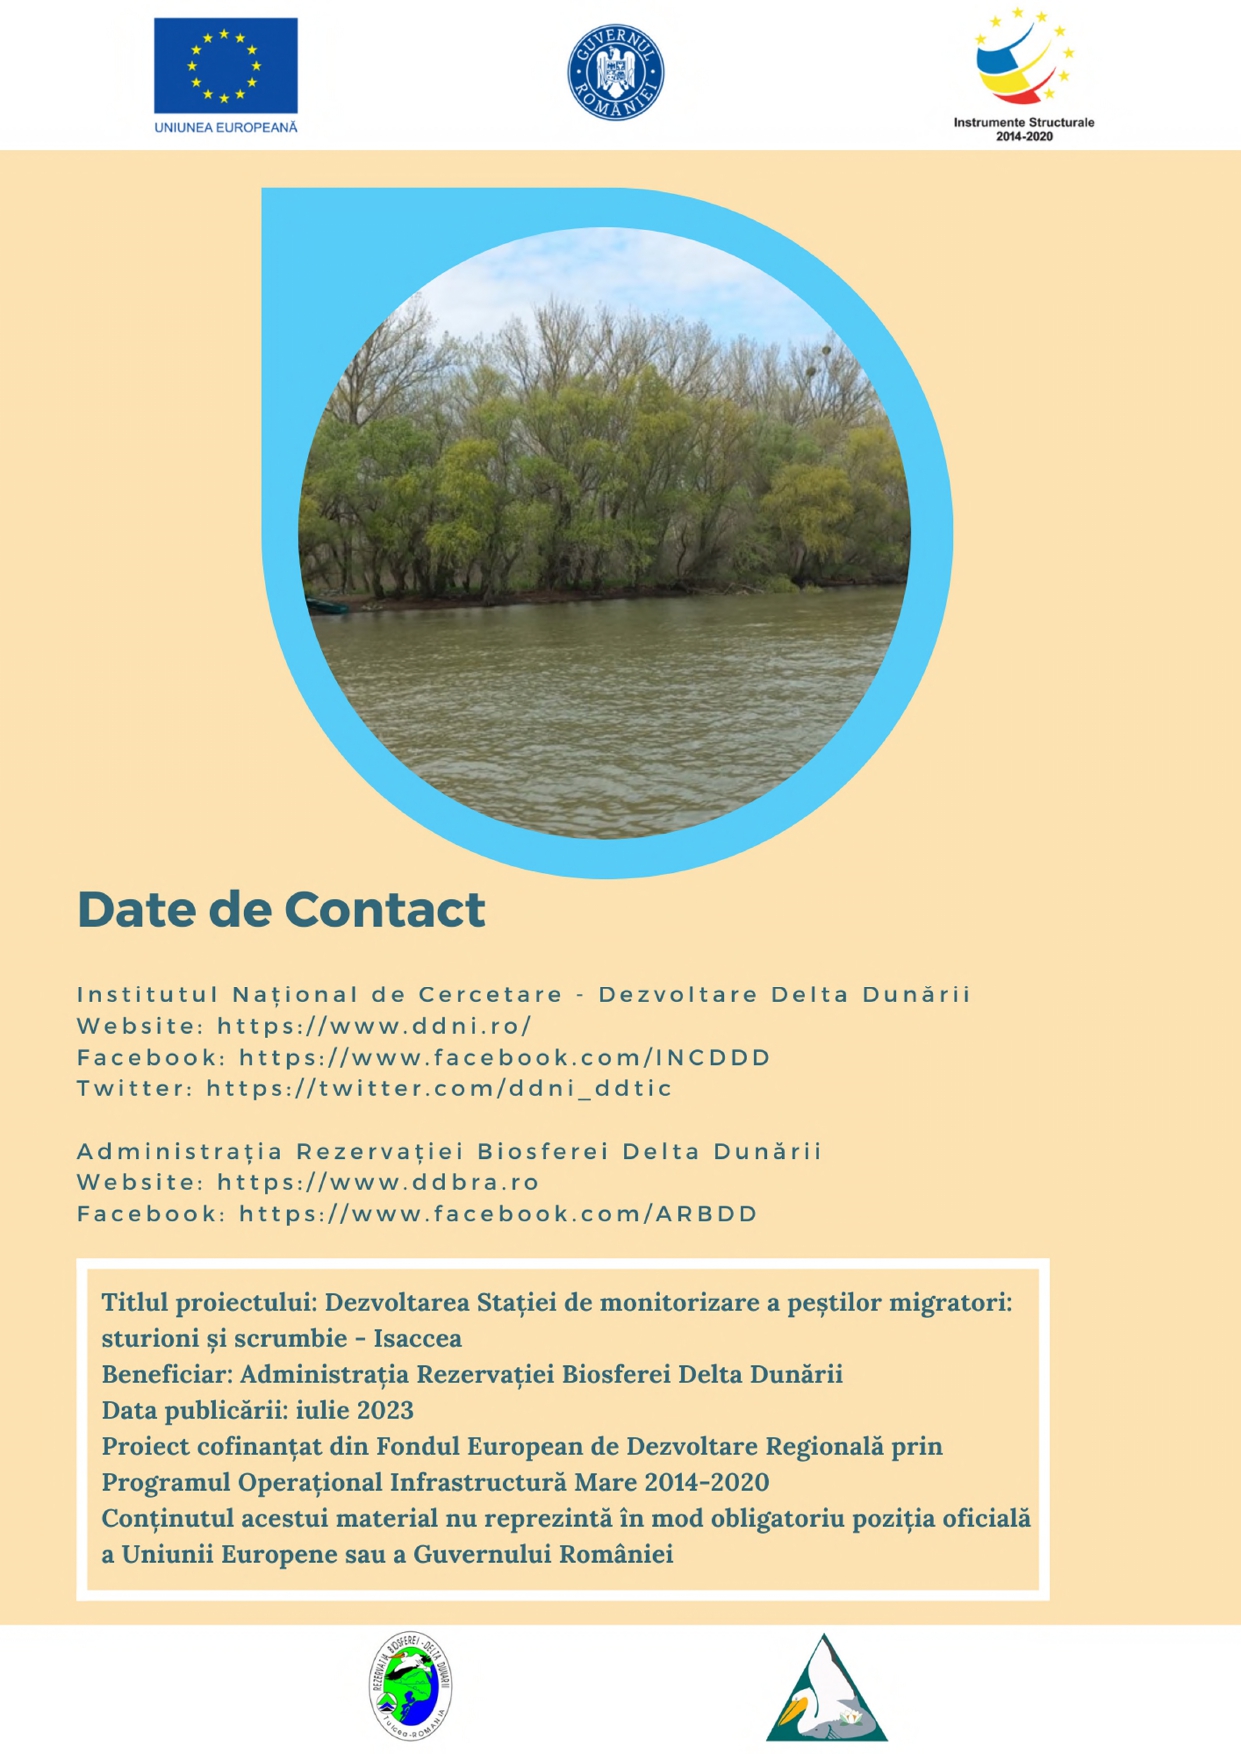 UNIUNEA EUROPEANĂ
GUVERNUL ROMÂNIEI
Instrumente Structurale
2014-2020
Date de Contact
Institutul Național de Cercetare - Dezvoltare Delta Dunării
Website: https://www.ddni.ro/
Facebook: https://www.facebook.com/INCDDD
Twitter: https://twitter.com/ddni_ddtic
Administrația Rezervației Biosferei Delta Dunării
Website: https://www.ddbra.ro
Facebook: https://www.facebook.com/ARBDD
Titlul proiectului: Dezvoltarea Stației de monitorizare a peștilor migratori:
sturioni și scrumbie - Isaccea
Beneficiar: Administrația Rezervației Biosferei Delta Dunării
Data publicării: iulie 2023
Proiect cofinanțat din Fondul European de Dezvoltare Regională prin
Programul Operațional Infrastructură Mare 2014-2020
Conținutul acestui material nu reprezintă în mod obligatoriu poziția oficială
a Uniunii Europene sau a Guvernului României
REZERVAȚIA BIOSFEREI - DELTA DUNĂRII
Tulcea - ROMANIA